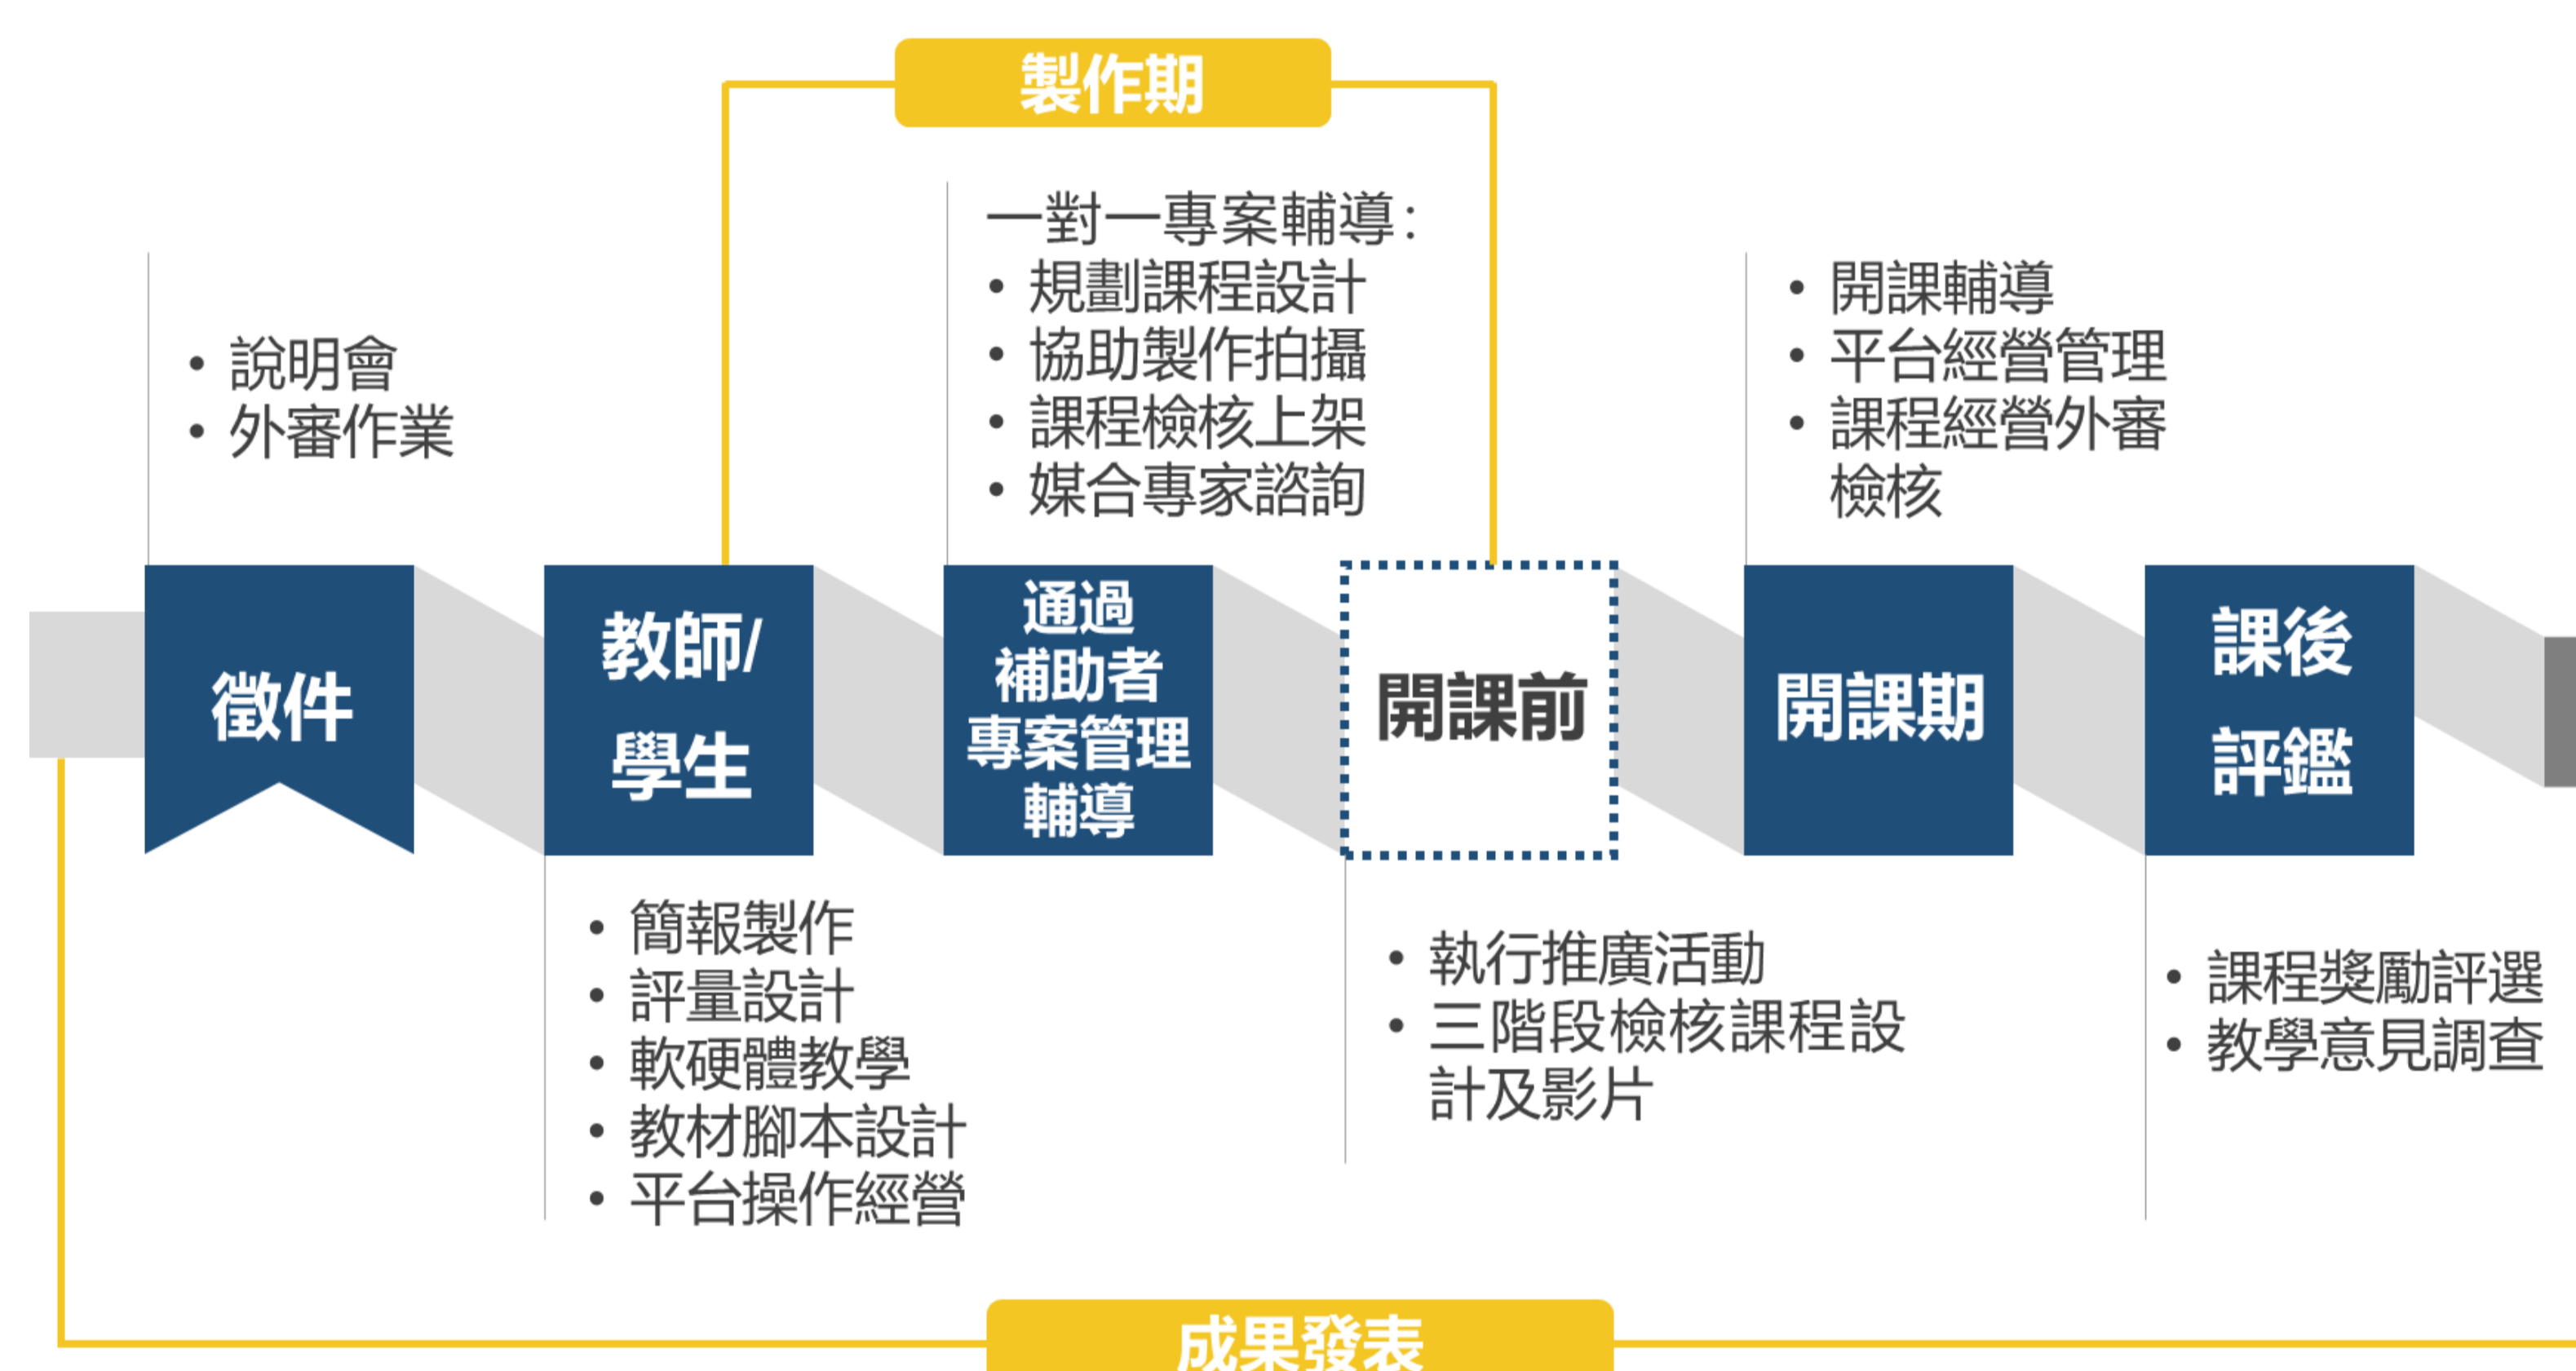 製作期
• 說明會
• 外審作業
一對一專案輔導：
• 規劃課程設計
• 協助製作拍攝
• 課程檢核上架
• 媒合專家諮詢
• 開課輔導
• 平台經營管理
• 課程經營外審
檢核
徵件
教師/
學生
通過
補助者
專案管理
輔導
開課前
開課期
課後
評鑑
• 簡報製作
• 評量設計
• 軟硬體教學
• 教材腳本設計
• 平台操作經營
• 執行推廣活動
• 三階段檢核課程設
計及影片
• 課程獎勵評選
• 教學意見調查
成果發表